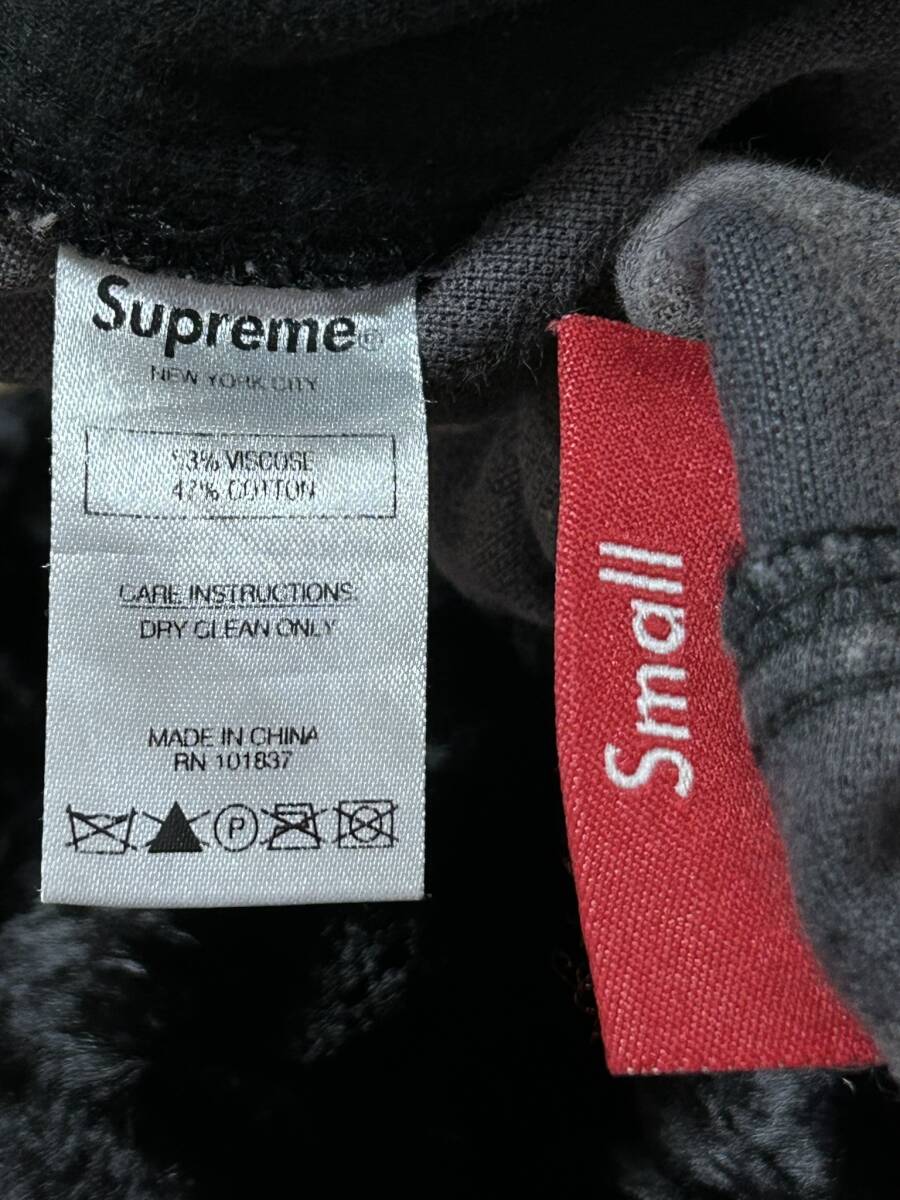 Supreme®
NEW YORK CITY
53% VISCOSE
47% COTTON
CARE INSTRUCTIONS:
DRY CLEAN ONLY
MADE IN CHINA
RN 101837
P
Small